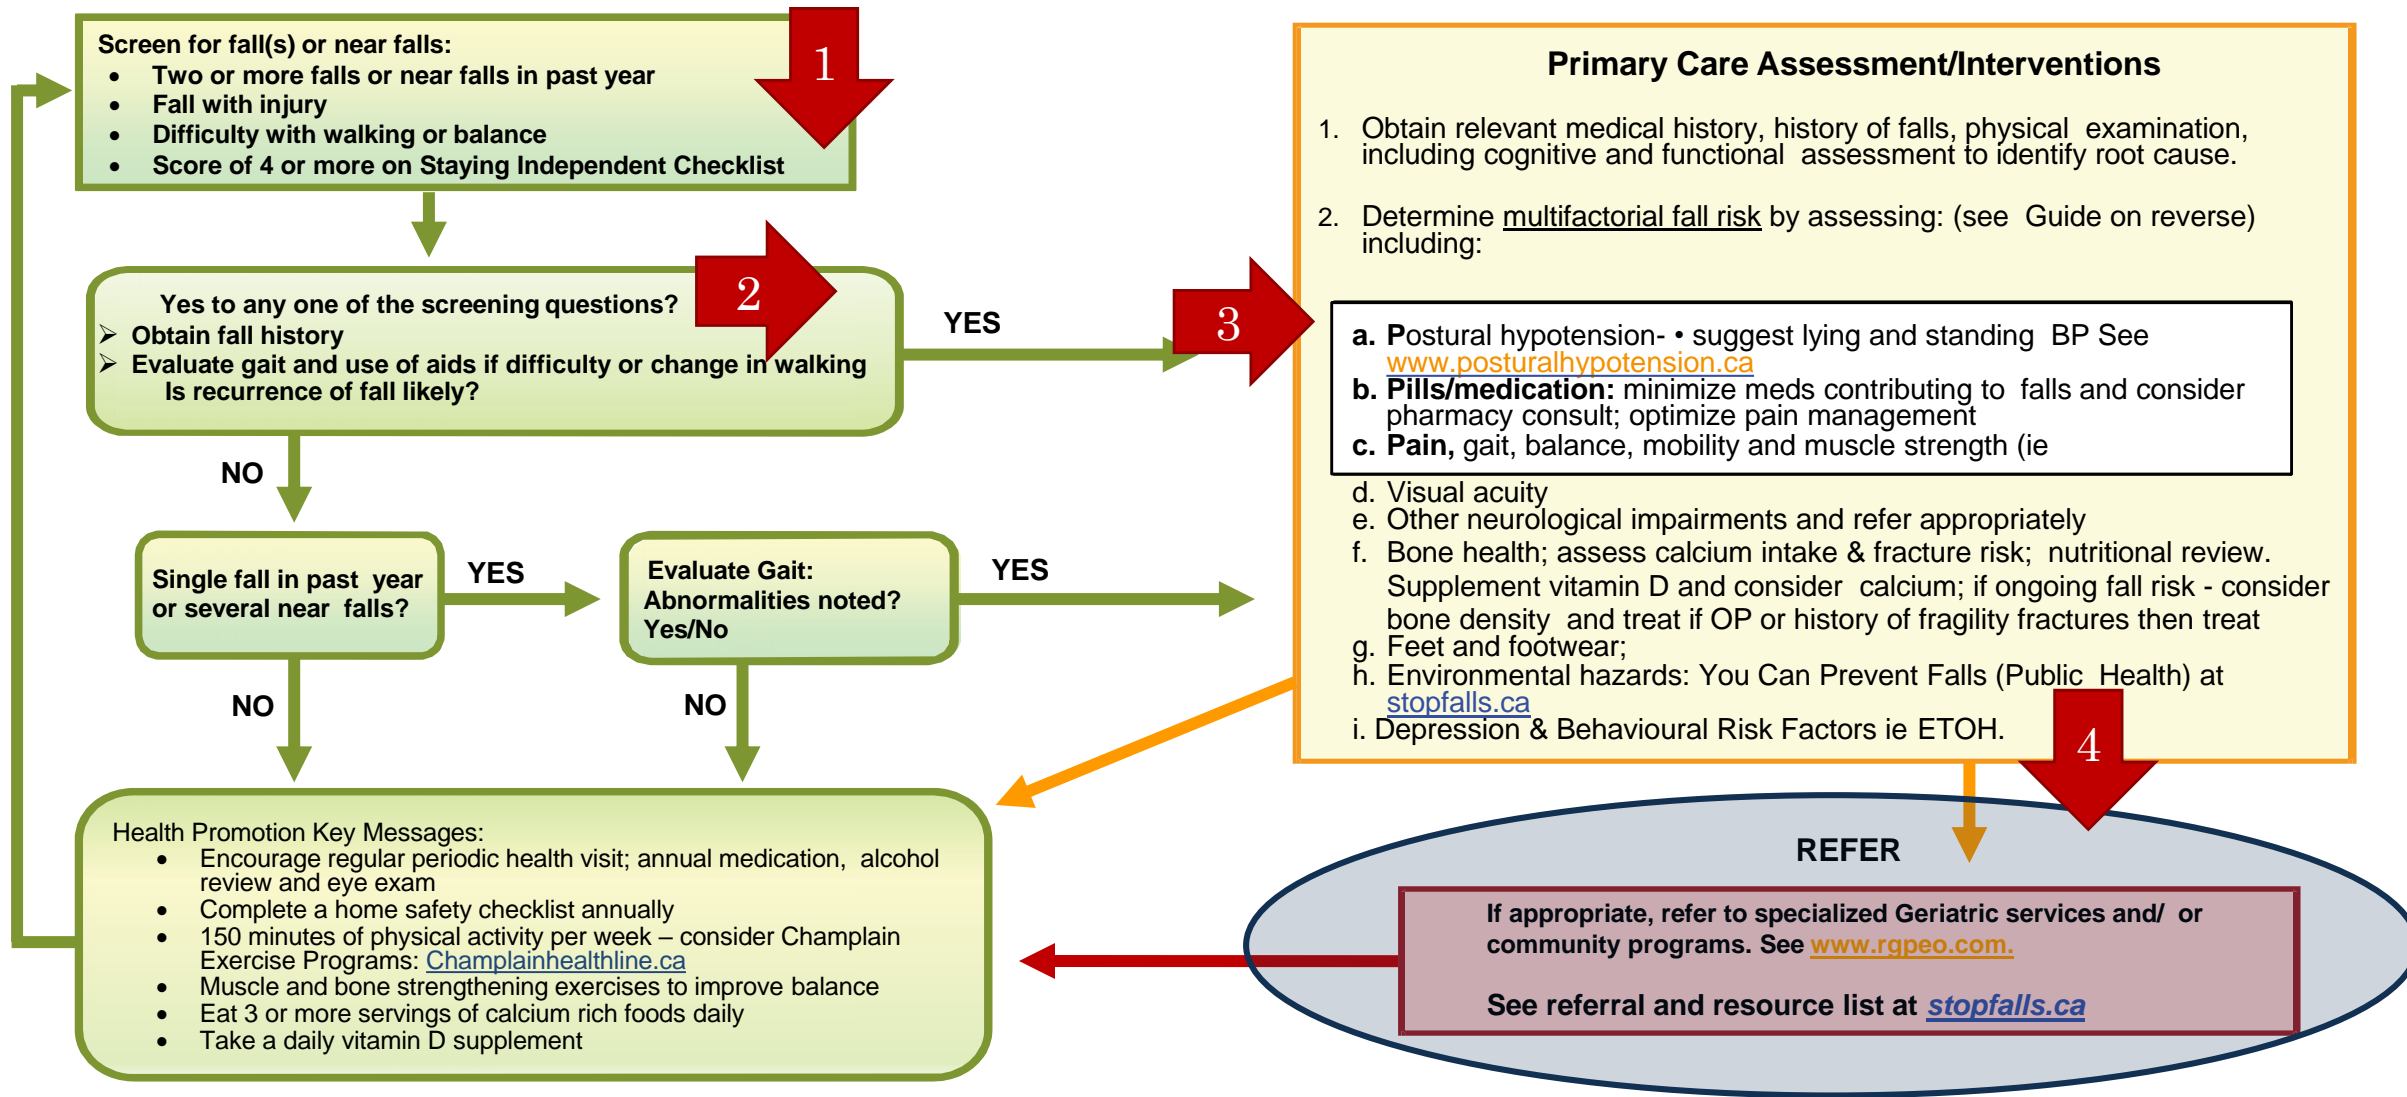 Screen for fall(s) or near falls:
• Two or more falls or near falls in past year
• Fall with injury
• Difficulty with walking or balance
• Score of 4 or more on Staying Independent Checklist
1
Yes to any one of the screening questions?
➢ Obtain fall history
➢ Evaluate gait and use of aids if difficulty or change in walking
Is recurrence of fall likely?
2
YES
3
NO
Single fall in past year
or several near falls?
YES
Evaluate Gait:
Abnormalities noted?
Yes/No
YES
NO
NO
Health Promotion Key Messages:
• Encourage regular periodic health visit; annual medication, alcohol
review and eye exam
• Complete a home safety checklist annually
• 150 minutes of physical activity per week – consider Champlain
Exercise Programs: Champlainhealthline.ca
• Muscle and bone strengthening exercises to improve balance
• Eat 3 or more servings of calcium rich foods daily
• Take a daily vitamin D supplement
Primary Care Assessment/Interventions
1. Obtain relevant medical history, history of falls, physical examination,
including cognitive and functional assessment to identify root cause.
2. Determine multifactorial fall risk by assessing: (see Guide on reverse)
including:
a. Postural hypotension- • suggest lying and standing BP See
www.posturalhypotension.ca
b. Pills/medication: minimize meds contributing to falls and consider
pharmacy consult; optimize pain management
c. Pain, gait, balance, mobility and muscle strength (ie
d. Visual acuity
e. Other neurological impairments and refer appropriately
f. Bone health; assess calcium intake & fracture risk; nutritional review.
Supplement vitamin D and consider calcium; if ongoing fall risk - consider
bone density and treat if OP or history of fragility fractures then treat
g. Feet and footwear;
h. Environmental hazards: You Can Prevent Falls (Public Health) at
stopfalls.ca
i. Depression & Behavioural Risk Factors ie ETOH.
4
REFER
If appropriate, refer to specialized Geriatric services and/ or
community programs. See www.rgpeo.com.
See referral and resource list at stopfalls.ca